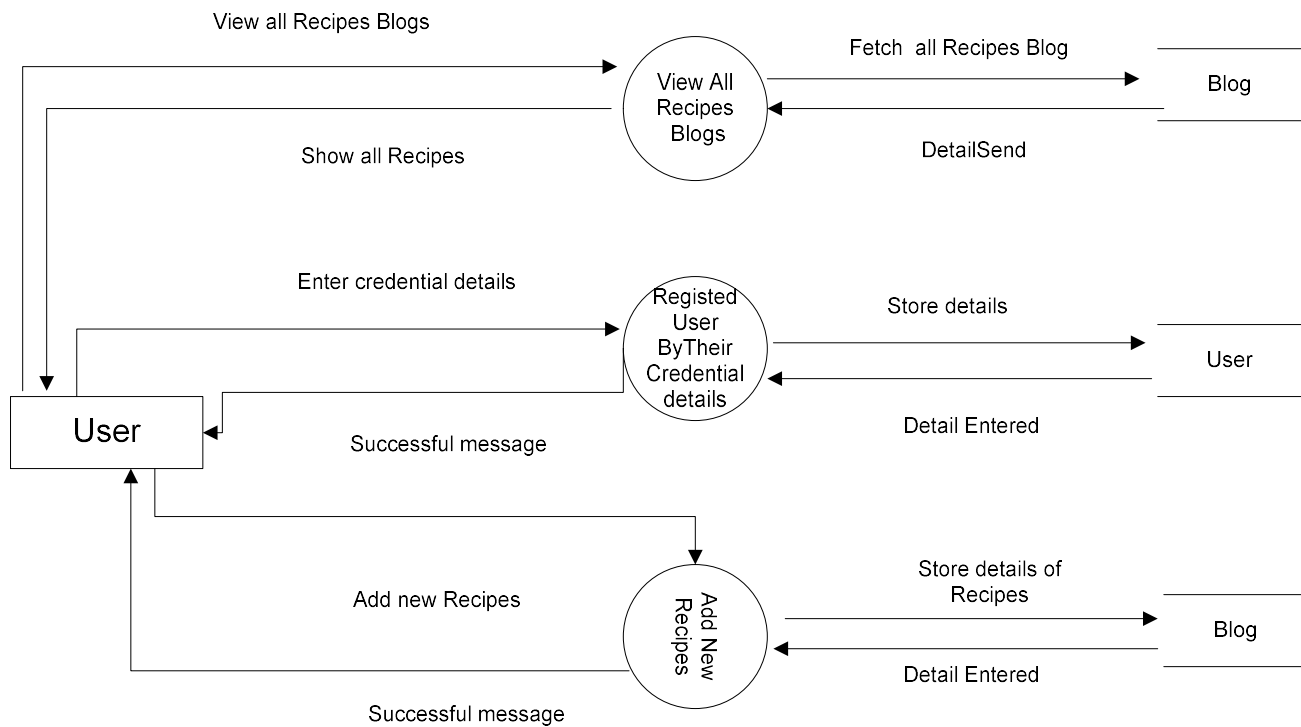 View all Recipes Blogs
Fetch all Recipes Blog
View All
Recipes
Blogs
Blog
Show all Recipes
DetailSend
Enter credential details
Registed
User
ByTheir
Credential
details
Store details
User
Detail Entered
User
Successful message
Add new Recipes
Add New
Recipes
Store details of
Recipes
Blog
Detail Entered
Successful message